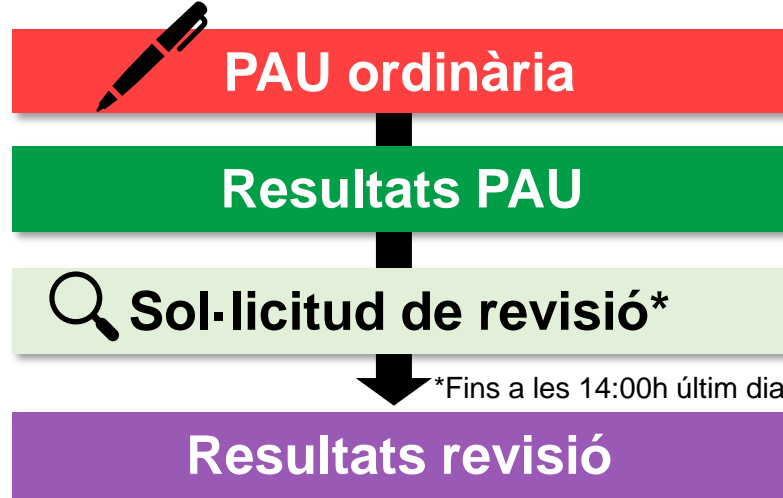 PAU ordinària
Resultats PAU
Sol·licitud de revisió*
*Fins a les 14:00h últim dia
Resultats revisió